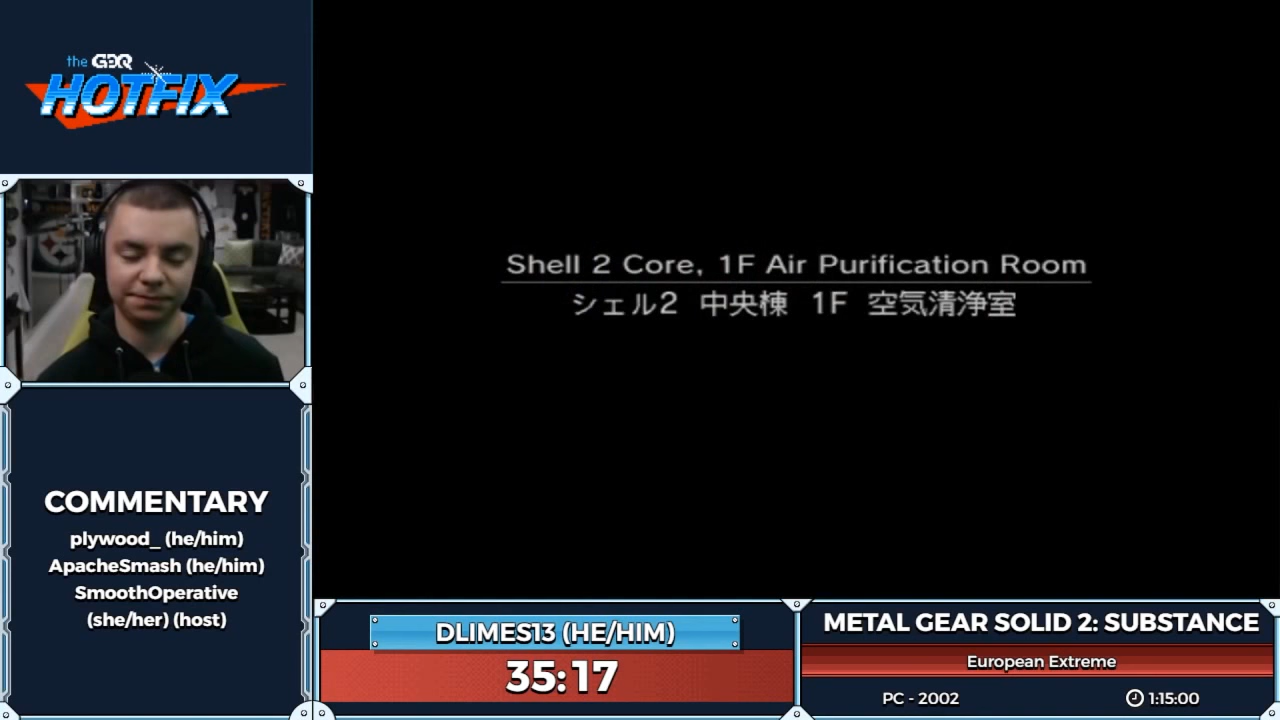 the GDQ
HOTFIX
Shell 2 Core, 1F Air Purification Room
シェル2 中央棟 1F 空気清浄室
COMMENTARY
plywood_ (he/him)
ApacheSmash (he/him)
SmoothOperative
(she/her) (host)
DLIMES13 (HE/HIM)
35:17
METAL GEAR SOLID 2: SUBSTANCE
European Extreme
PC - 2002
1:15:00